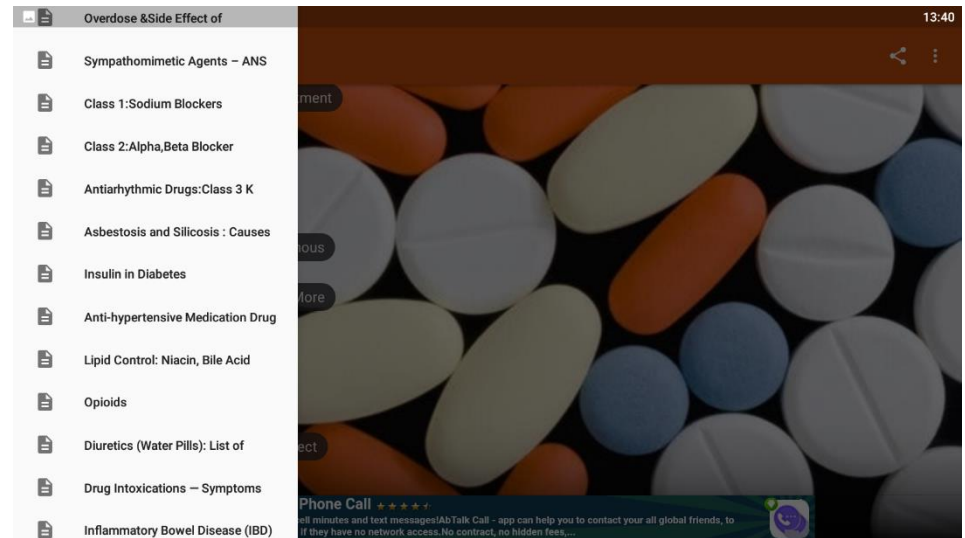 Overdose &Side Effect of
13:40
Sympathomimetic Agents – ANS
Class 1:Sodium Blockers
Class 2:Alpha,Beta Blocker
Antiarhythmic Drugs:Class 3 K
Asbestosis and Silicosis : Causes
Insulin in Diabetes
Anti-hypertensive Medication Drug
Lipid Control: Niacin, Bile Acid
Opioids
Diuretics (Water Pills): List of
Drug Intoxications — Symptoms
Inflammatory Bowel Disease (IBD)
tment
nous
More
ect
Phone Call
ell minutes and text messages!AbTalk Call - app can help you to contact your all global friends, to
if they have no network access.No contract, no hidden fees,...